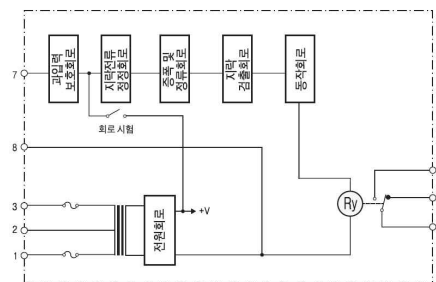 과입력 보호회로
지락전류 정정회로
증폭 및 정류회로
지락 검출회로
동작회로
7
회로 시험
8
3
2
1
전원회로
+V
Ry